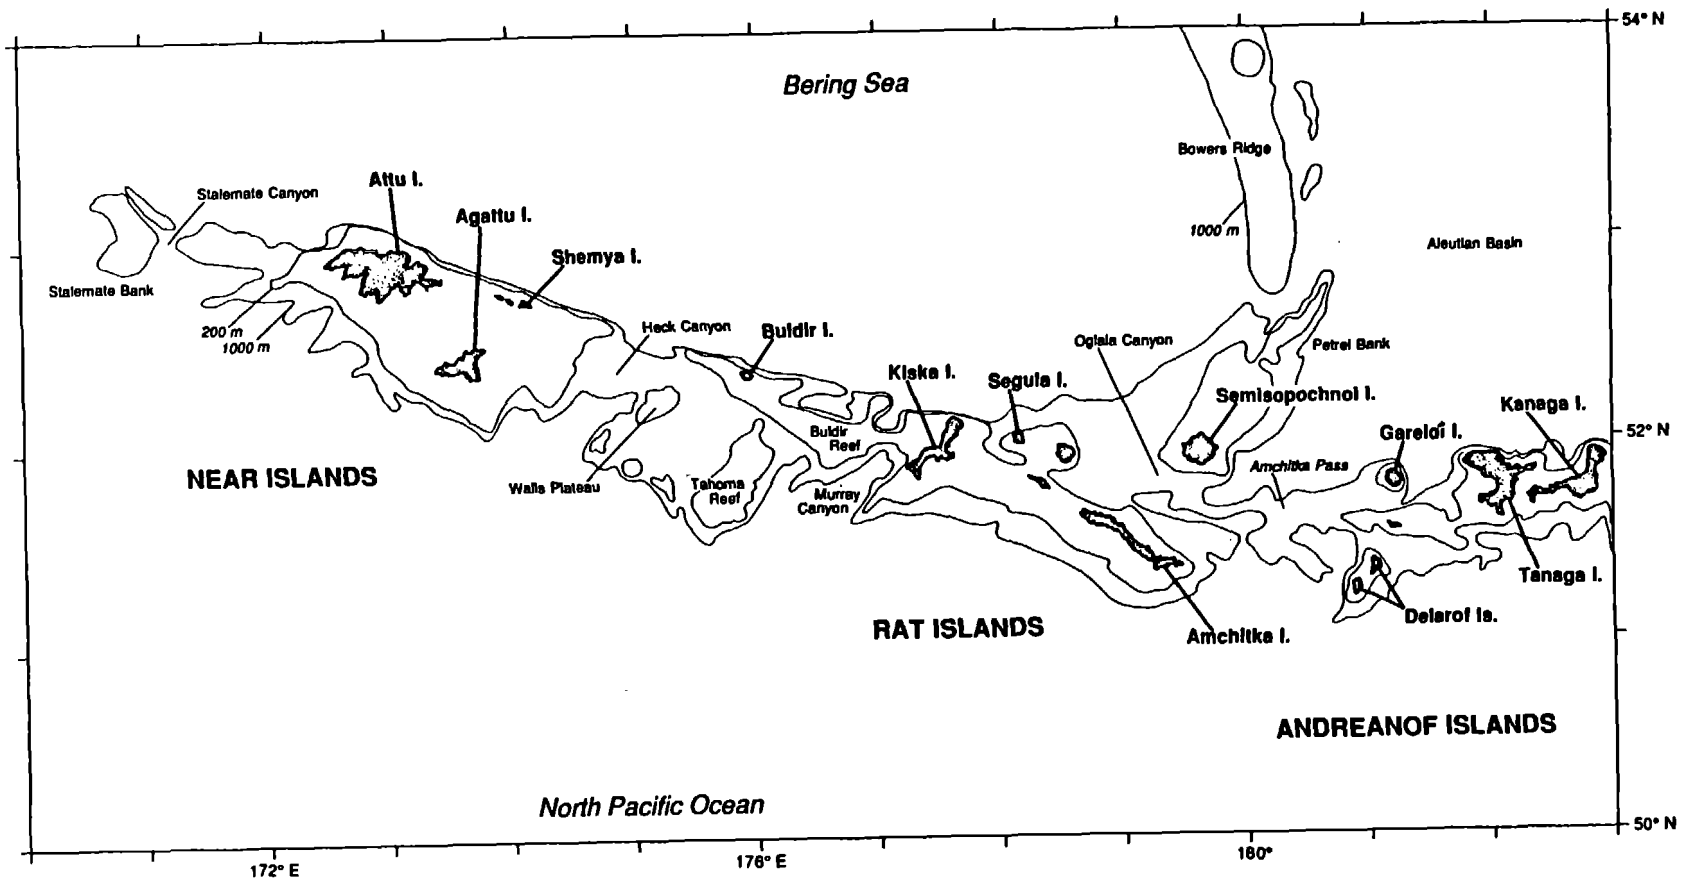 54° N
Bering Sea
Bowers Ridge
Attu I.
Stalemate Canyon
Agattu I.
1000 m
Aleutian Basin
Shemya I.
Stalemate Bank
200 m
1000 m
Heck Canyon
Buldir I.
Oglala Canyon
Petrel Bank
Kiska I.
Segula I.
Semisopochnoi I.
Kanaga I.
Buldir
Reef
Gareloi I.
52° N
NEAR ISLANDS
Walls Plateau
Tahoma
Reef
Murray
Canyon
Amchitka Pass
Tanaga I.
Delarof Is.
RAT ISLANDS
Amchitka I.
ANDREANOF ISLANDS
North Pacific Ocean
50° N
172° E
176° E
180°